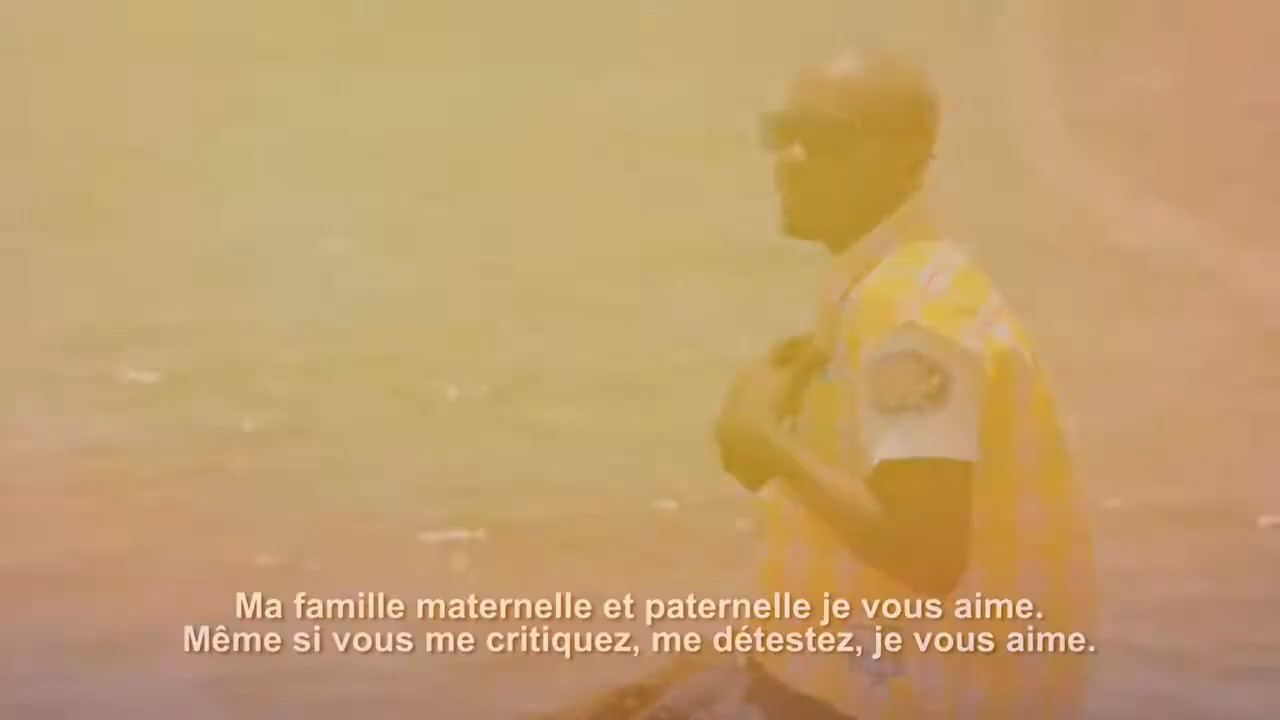 Ma famille maternelle et paternelle je vous aime.
Même si vous me critiquez, me détestez, je vous aime.